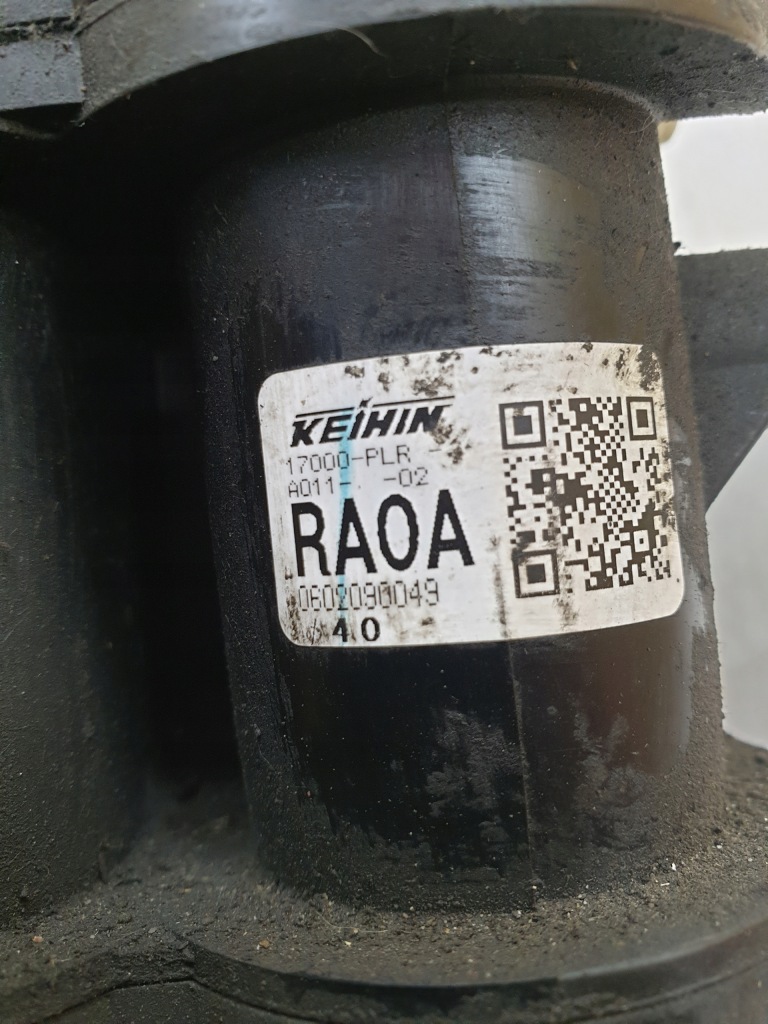 KEIHIN
17000-PLR -
A011- -02
RA0A
0602090049
40